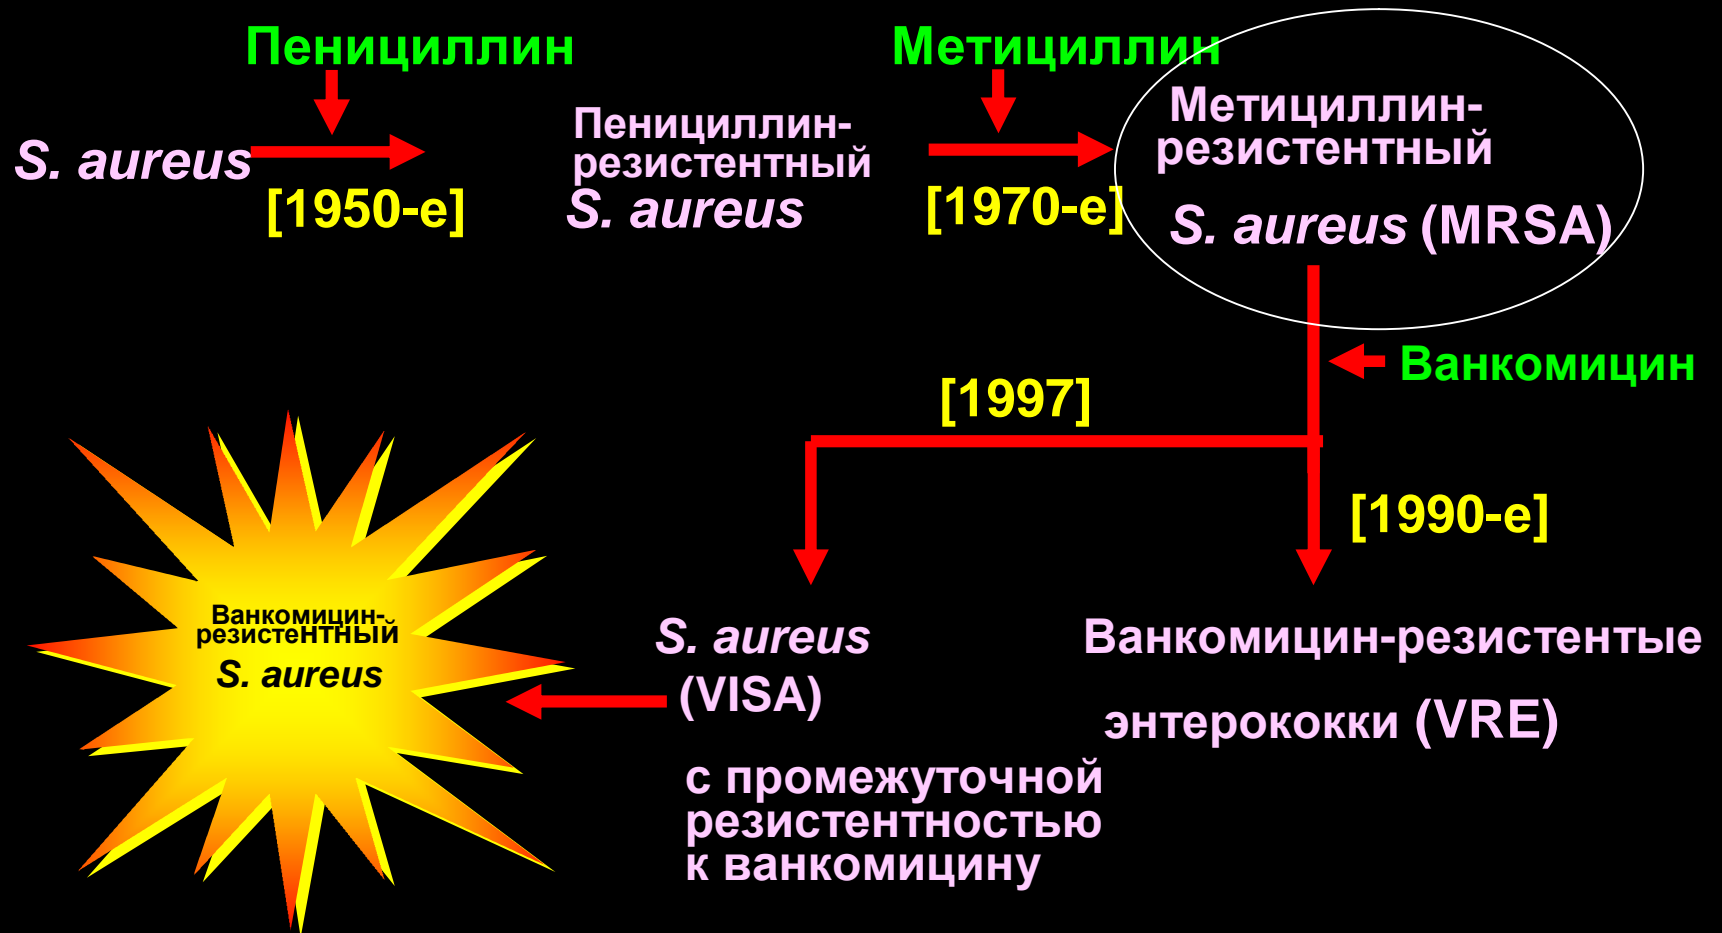 Пенициллин
Метициллин
S. aureus
[1950-е]
Пенициллин-
резистентный
S. aureus
[1970-е]
Метициллин-
резистентный
S. aureus (MRSA)
Ванкомицин
[1997]
[1990-е]
Ванкомицин-
резистентный
S. aureus
S. aureus
(VISA)
с промежуточной
резистентностью
к ванкомицину
Ванкомицин-резистентые
энтерококки (VRE)